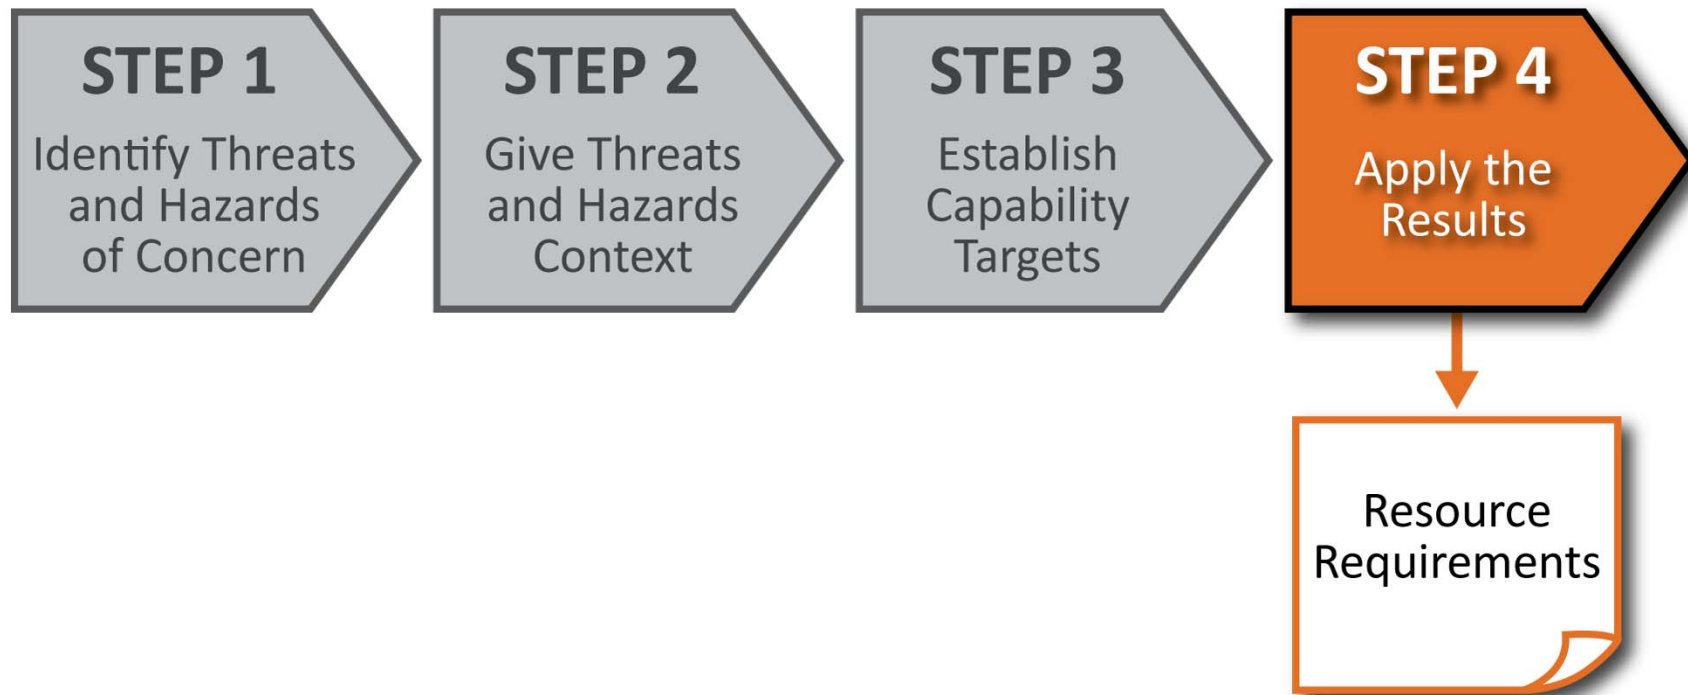 STEP 1
Identify Threats
and Hazards
of Concern
STEP 2
Give Threats
and Hazards
Context
STEP 3
Establish
Capability
Targets
STEP 4
Apply the
Results
Resource
Requirements